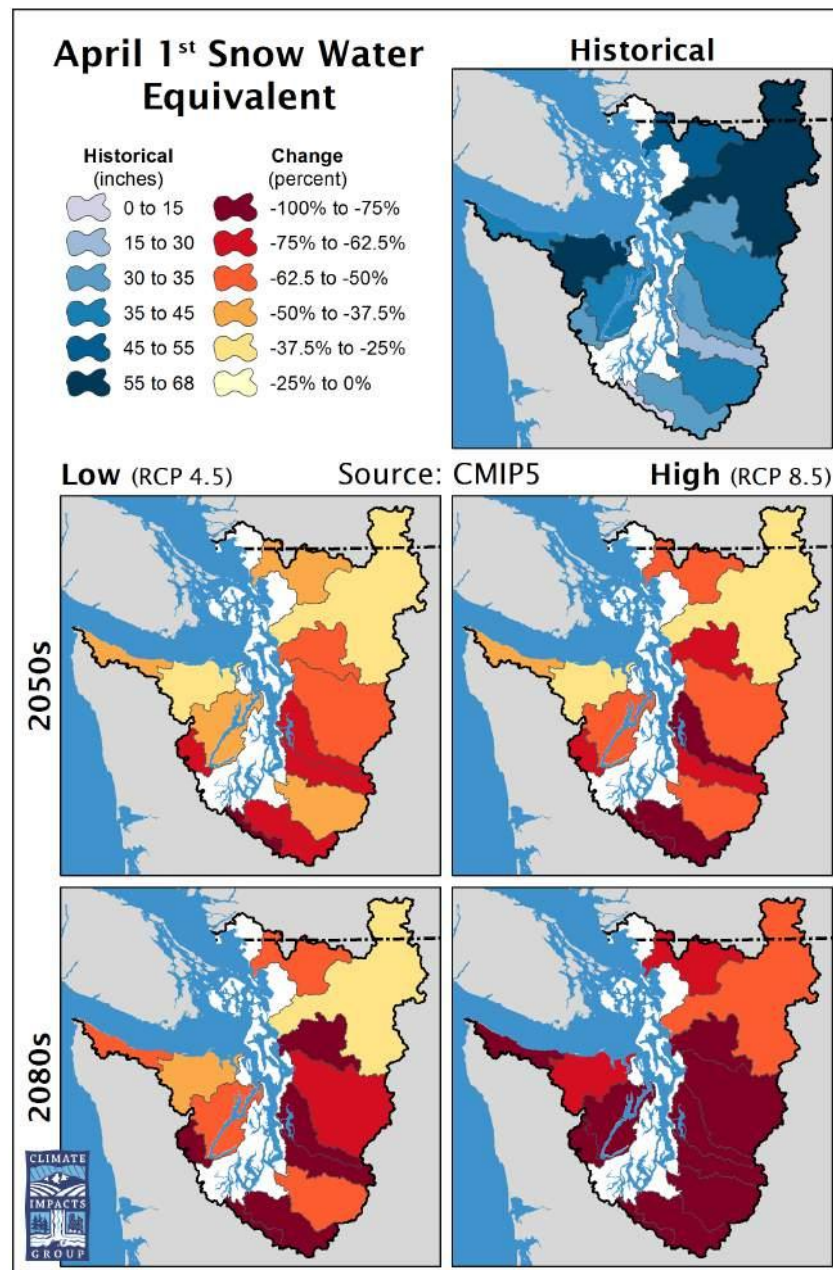 April 1st Snow Water
Equivalent
Historical
(inches)
0 to 15
15 to 30
30 to 35
35 to 45
45 to 55
55 to 68
Change
(percent)
-100% to -75%
-75% to -62.5%
-62.5 to -50%
-50% to -37.5%
-37.5% to -25%
-25% to 0%
Historical
Low (RCP 4.5) Source: CMIP5 High (RCP 8.5)
2050s
2080s
CLIMATE
IMPACTS
GROUP